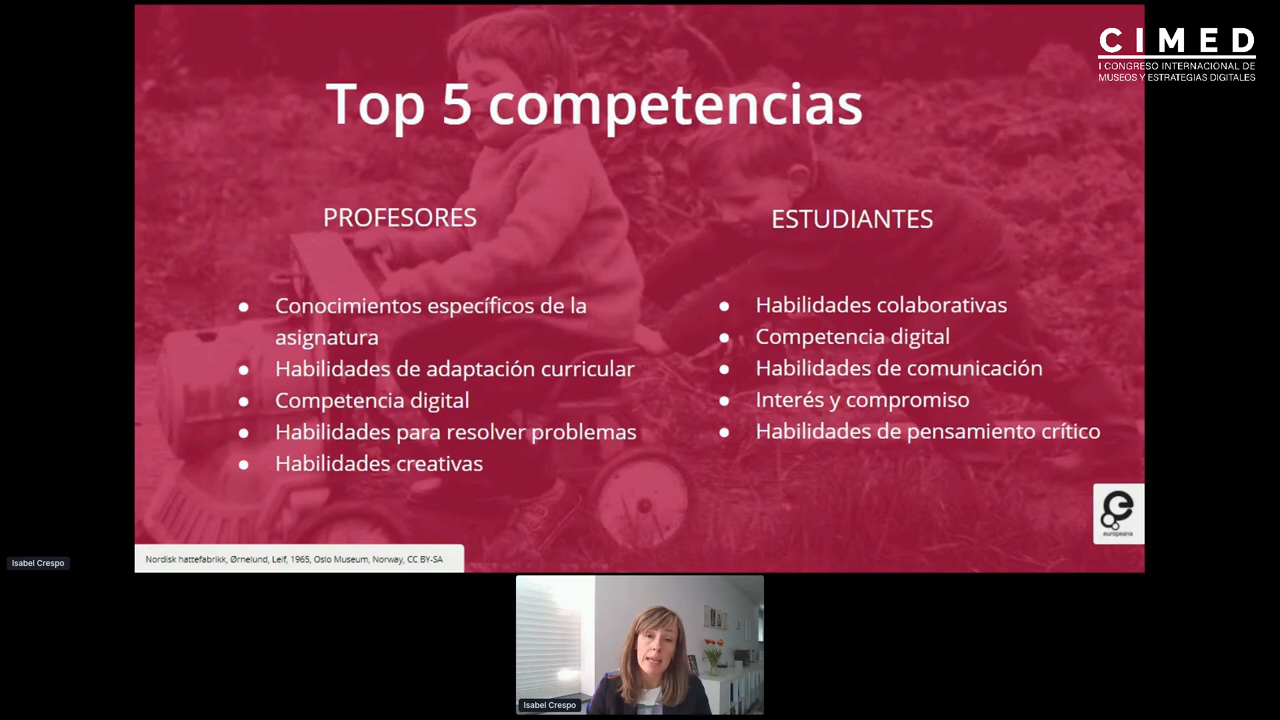 CIMED
I CONGRESO INTERNACIONAL DE
MUSEOS Y ESTRATEGIAS DIGITALES
Top 5 competencias
PROFESORES
● Conocimientos específicos de la
asignatura
● Habilidades de adaptación curricular
● Competencia digital
● Habilidades para resolver problemas
● Habilidades creativas
ESTUDIANTES
● Habilidades colaborativas
● Competencia digital
● Habilidades de comunicación
● Interés y compromiso
● Habilidades de pensamiento crítico
europeana
Nordisk hattefabrikk, Ørnelund, Leif, 1965, Oslo Museum, Norway, CC BY-SA
Isabel Crespo
Isabel Crespo